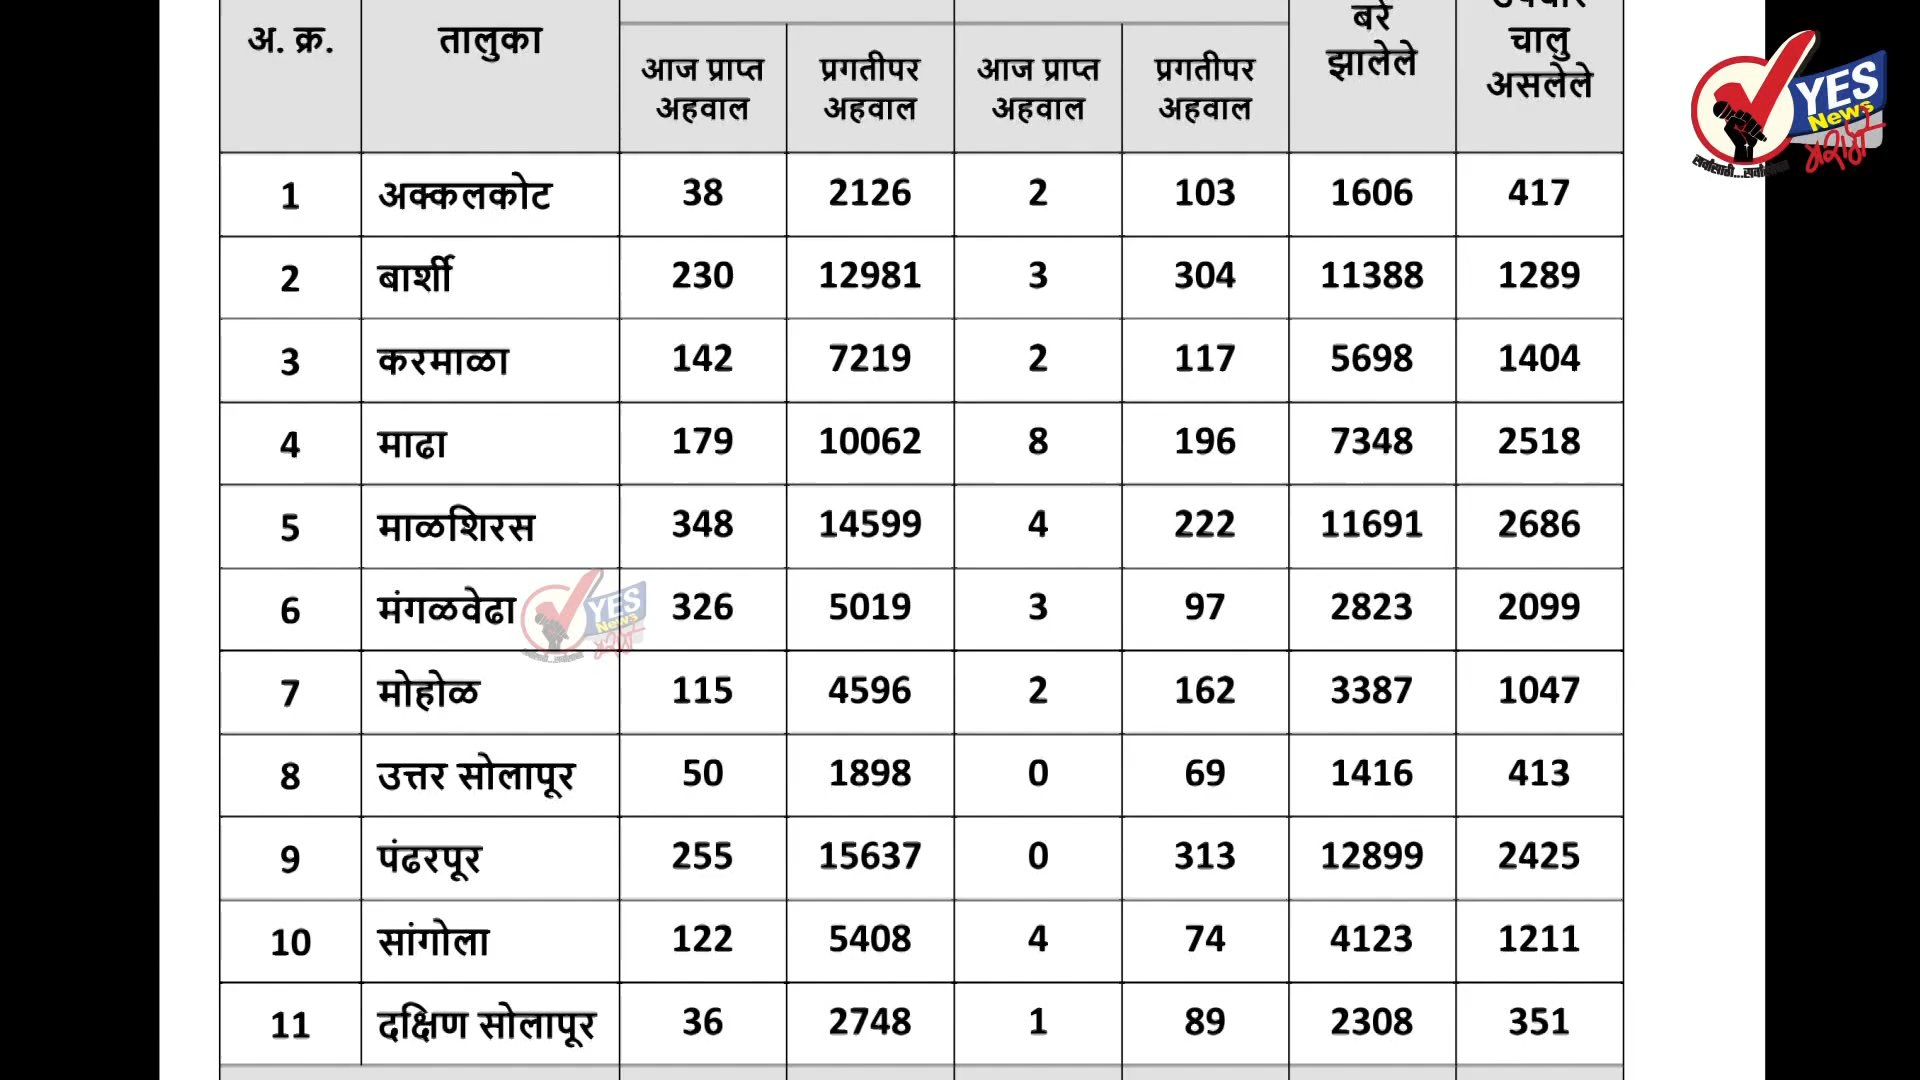 अ. क्र. तालुका बरे झालेले चालु असलेले
आज प्राप्त अहवाल प्रगतीपर अहवाल आज प्राप्त अहवाल प्रगतीपर अहवाल
1 अक्कलकोट 38 2126 2 103 1606 417
2 बार्शी 230 12981 3 304 11388 1289
3 करमाळा 142 7219 2 117 5698 1404
4 माढा 179 10062 8 196 7348 2518
5 माळशिरस 348 14599 4 222 11691 2686
6 मंगळवेढा 326 5019 3 97 2823 2099
7 मोहोळ 115 4596 2 162 3387 1047
8 उत्तर सोलापूर 50 1898 0 69 1416 413
9 पंढरपूर 255 15637 0 313 12899 2425
10 सांगोला 122 5408 4 74 4123 1211
11 दक्षिण सोलापूर 36 2748 1 89 2308 351
YES
News
मराठी
YES
News
मराठी